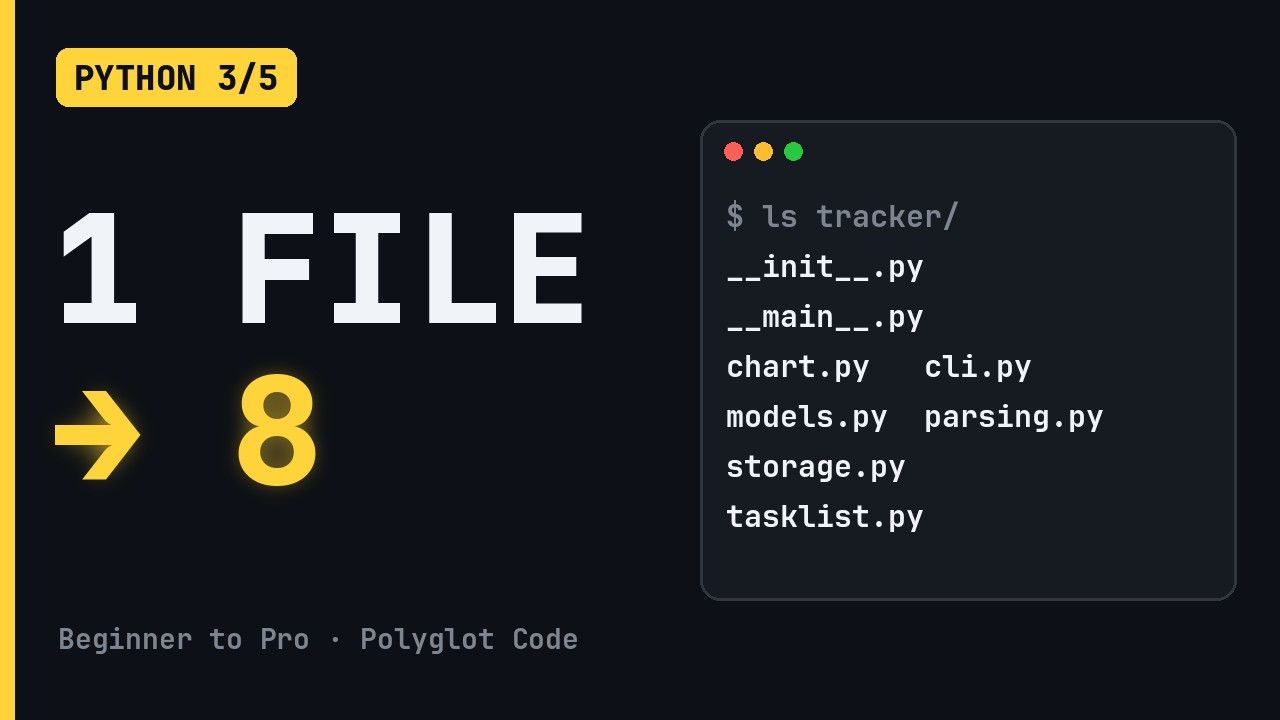 PYTHON 3/5
1 FILE
→ 8
$ ls tracker/
__init__.py
__main__.py
chart.py   cli.py
models.py  parsing.py
storage.py
tasklist.py
Beginner to Pro · Polyglot Code